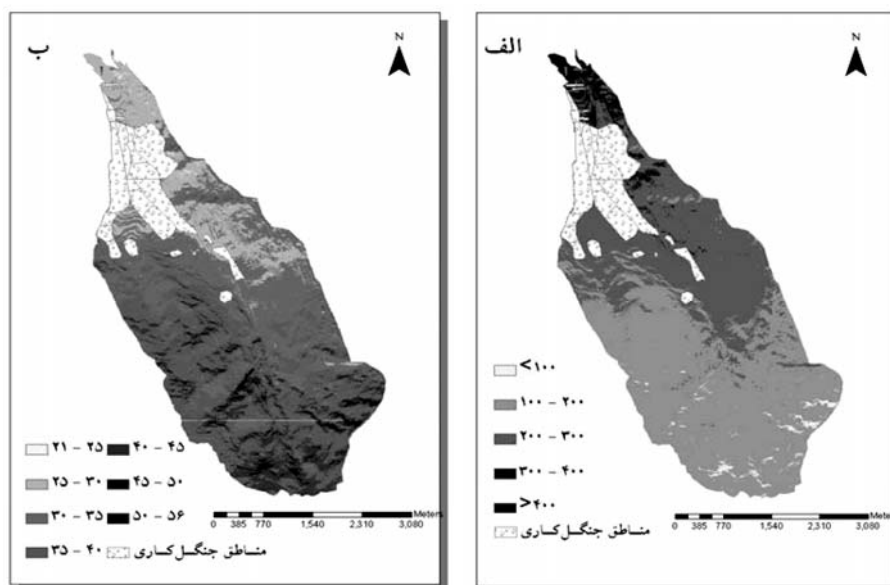 الف
N
<۱۰۰
۱۰۰ - ۲۰۰
۲۰۰ - ۳۰۰
۳۰۰ - ۴۰۰
>۴۰۰
مناطق جنگل‌کاری
0 385 770 1,540 2,310 3,080
Meters
ب
N
۲۱ - ۲۵
۲۵ - ۳۰
۳۰ - ۳۵
۳۵ - ۴۰
۴۰ - ۴۵
۴۵ - ۵۰
۵۰ - ۵۶
مناطق جنگل‌کاری
0 385 770 1,540 2,310 3,080
Meters